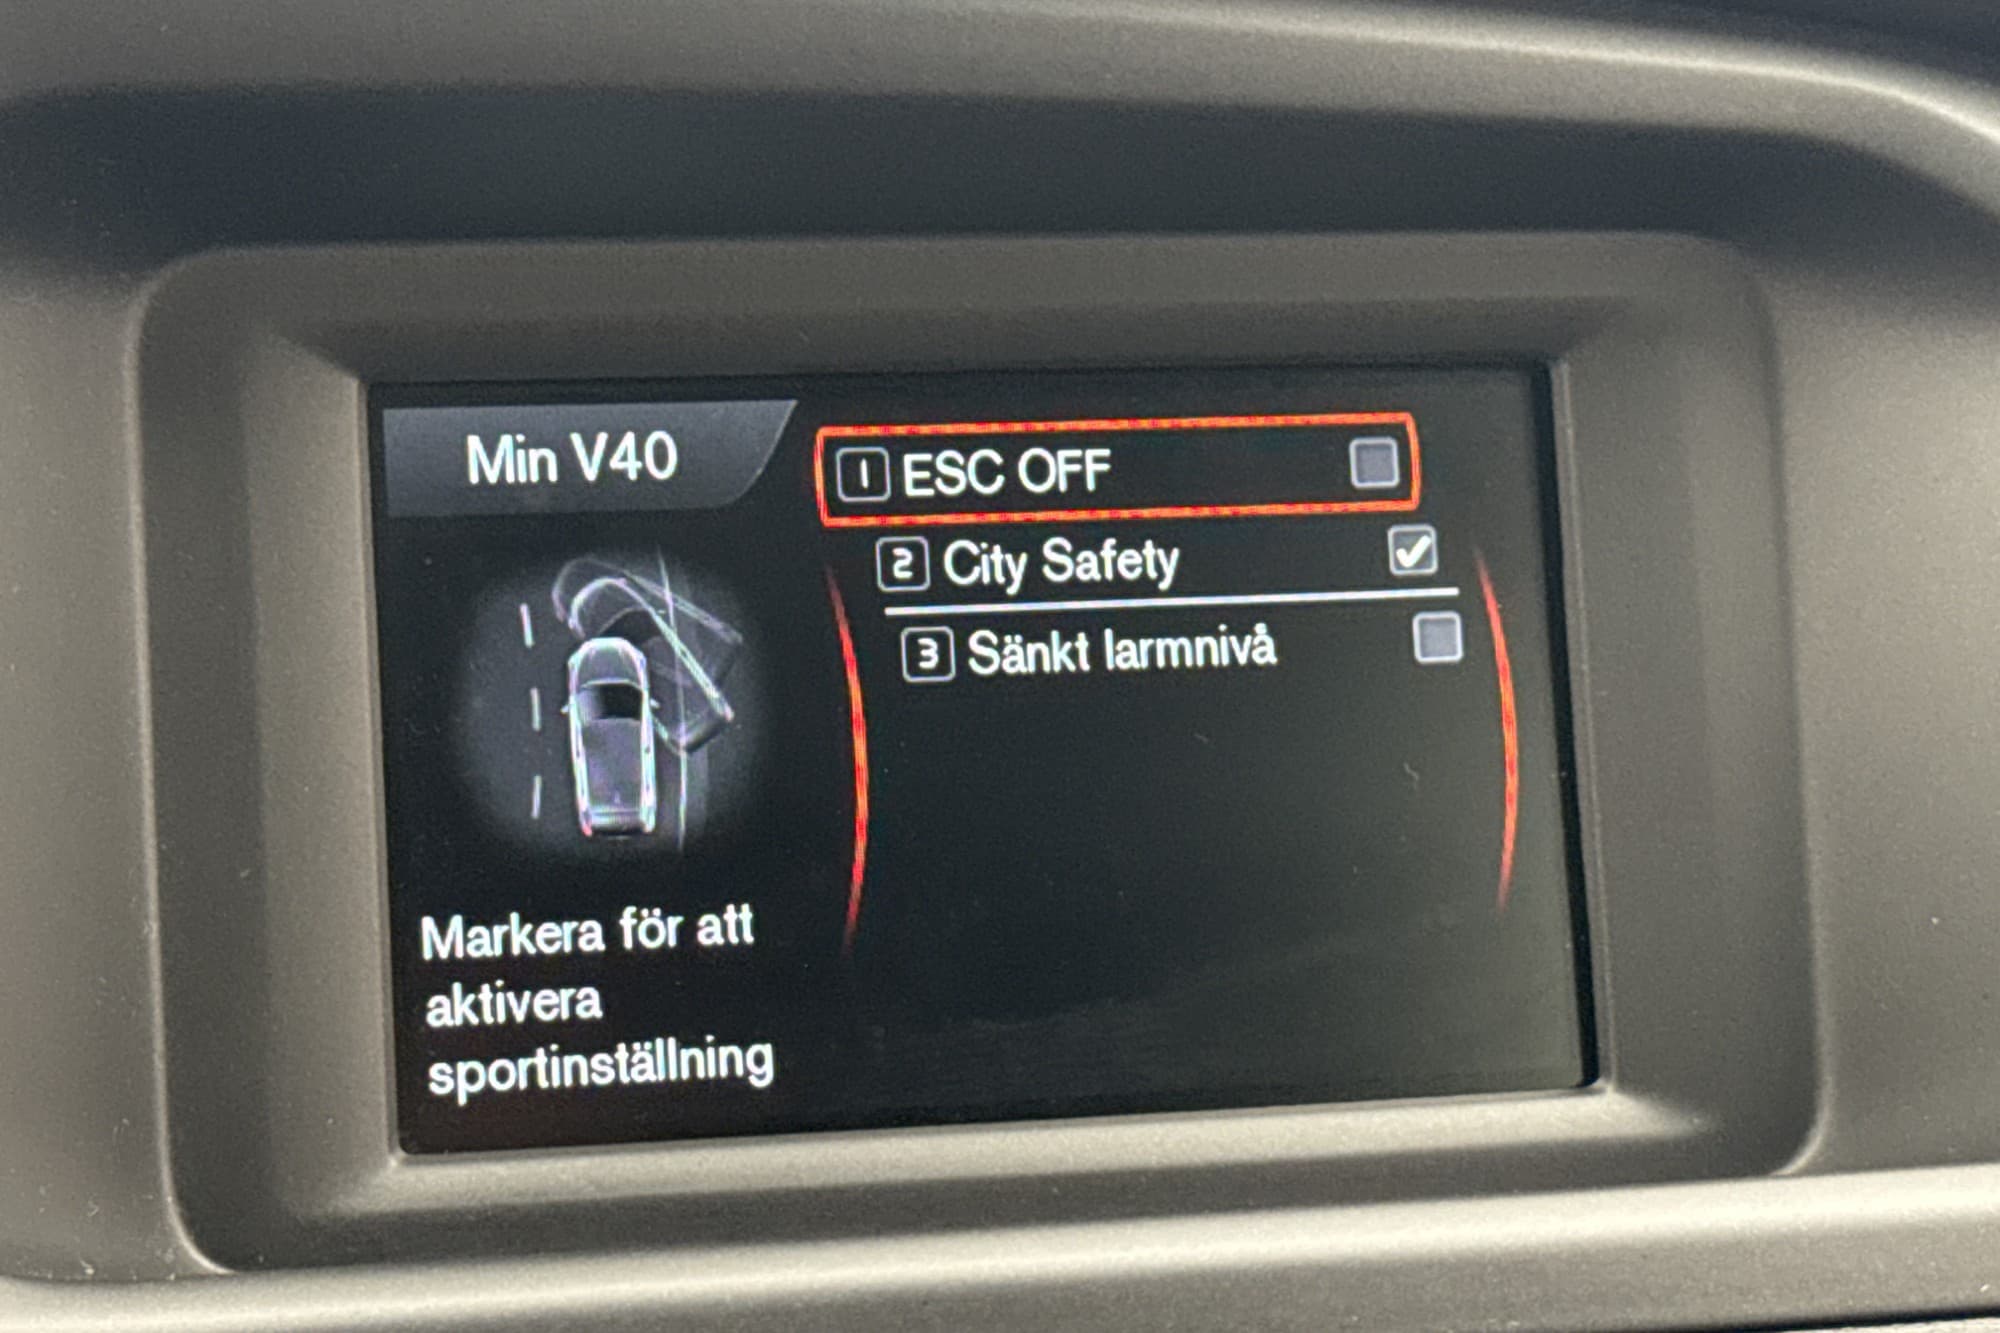 Min V40
1 ESC OFF
2 City Safety
3 Sänkt larmnivå
Markera för att
aktivera
sportinställning